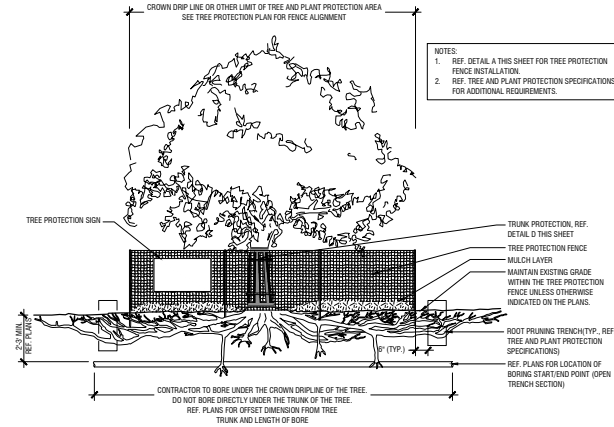 CROWN DRIP LINE OR OTHER LIMIT OF TREE AND PLANT PROTECTION AREA
SEE TREE PROTECTION PLAN FOR FENCE ALIGNMENT
NOTES:
1. REF. DETAIL A THIS SHEET FOR TREE PROTECTION
FENCE INSTALLATION.
2. REF. TREE AND PLANT PROTECTION SPECIFICATIONS
FOR ADDITIONAL REQUIREMENTS.
TREE PROTECTION SIGN
TRUNK PROTECTION, REF.
DETAIL D THIS SHEET
TREE PROTECTION FENCE
MULCH LAYER
MAINTAIN EXISTING GRADE
WITHIN THE TREE PROTECTION
FENCE UNLESS OTHERWISE
INDICATED ON THE PLANS.
2'-3' MIN.
REF. PLANS
ROOT PRUNING TRENCH(TYP., REF
TREE AND PLANT PROTECTION
SPECIFICATIONS)
6" (TYP.)
REF. PLANS FOR LOCATION OF
BORING START/END POINT (OPEN
TRENCH SECTION)
CONTRACTOR TO BORE UNDER THE CROWN DRIPLINE OF THE TREE.
DO NOT BORE DIRECTLY UNDER THE TRUNK OF THE TREE.
REF. PLANS FOR OFFSET DIMENSION FROM TREE
TRUNK AND LENGTH OF BORE